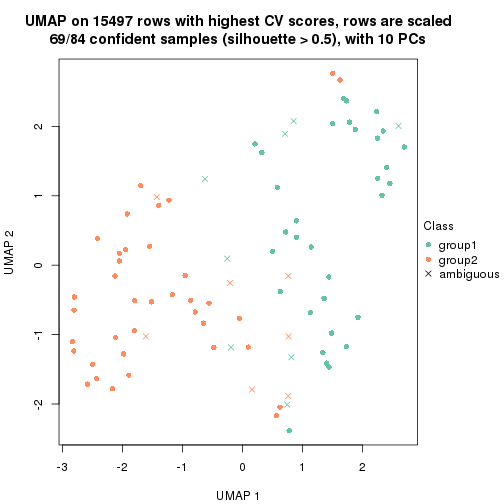 UMAP on 15497 rows with highest CV scores, rows are scaled
69/84 confident samples (silhouette > 0.5), with 10 PCs
UMAP 2
2
1
0
-1
-2
-3
-2
-1
0
1
2
UMAP 1
Class
group1
group2
ambiguous